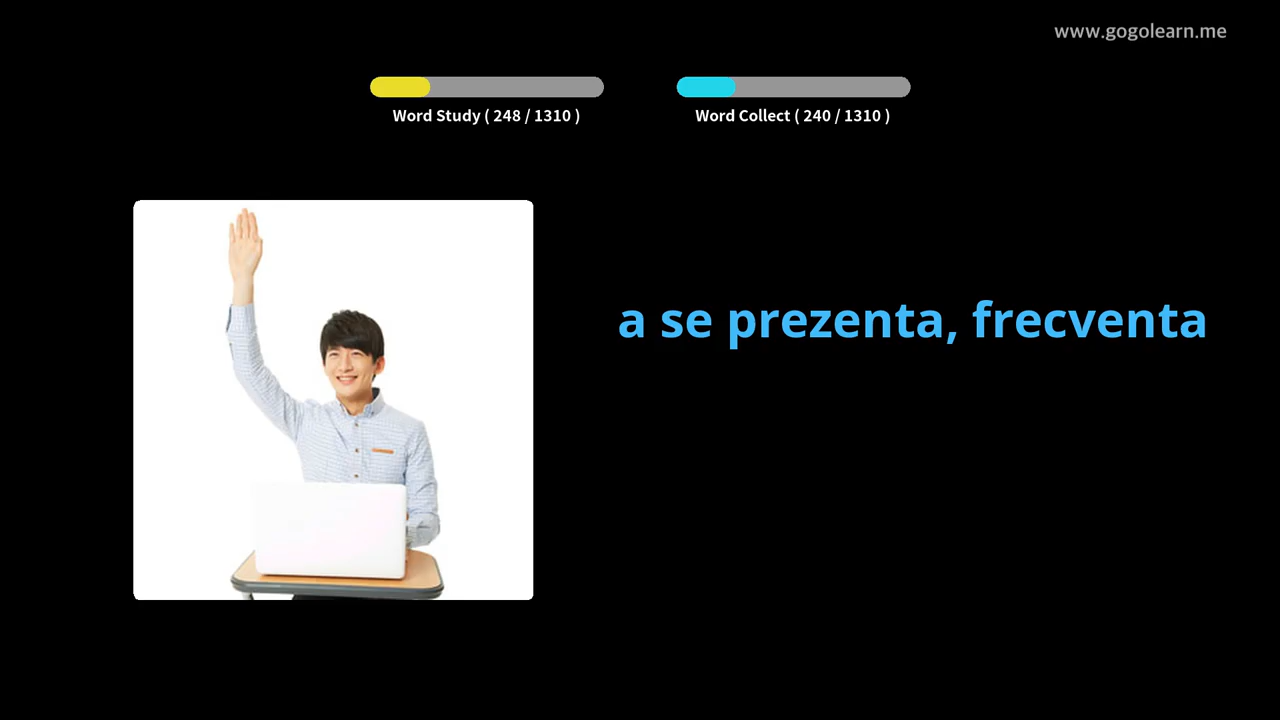 www.gogolearn.me
Word Study ( 248 / 1310 )
Word Collect ( 240 / 1310 )
a se prezenta, frecventa